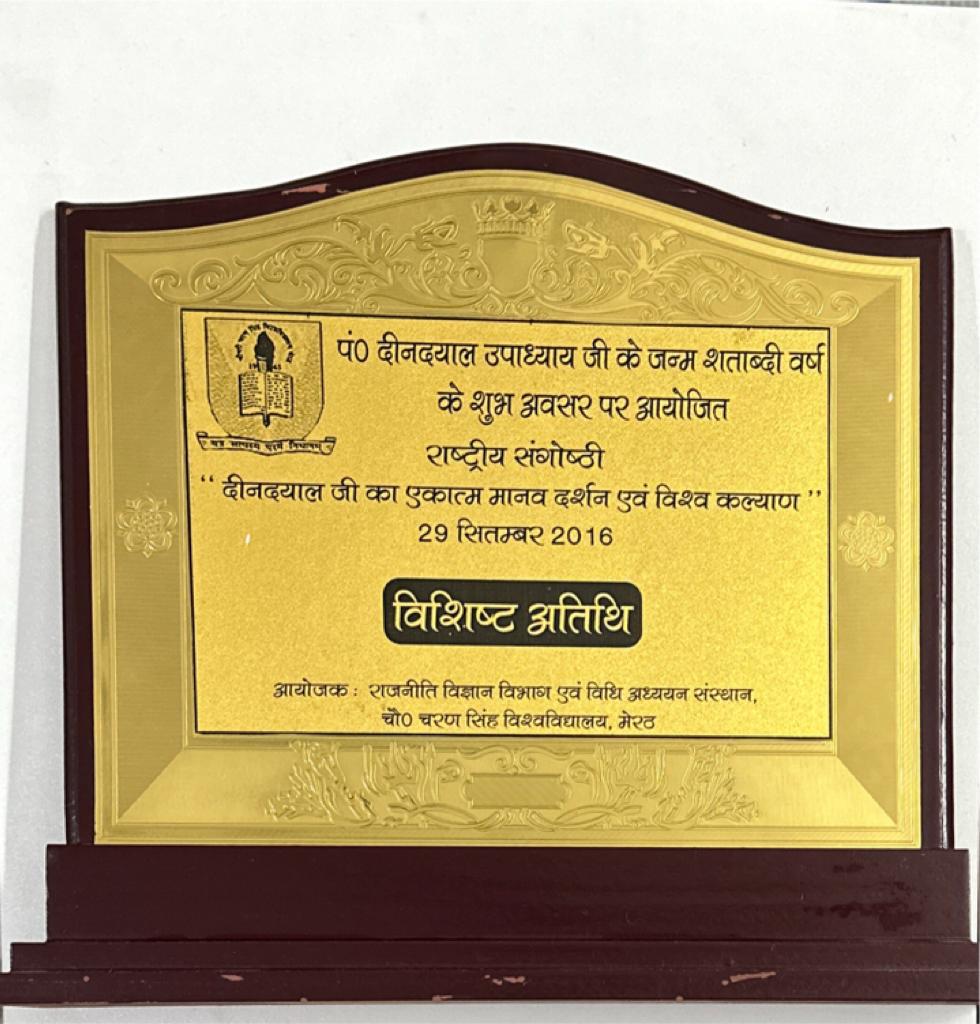 पं0 दीनदयाल उपाध्याय जी के जन्म शताब्दी वर्ष
के शुभ अवसर पर आयोजित
राष्ट्रीय संगोष्ठी
“ दीनदयाल जी का एकात्म मानव दर्शन एवं विश्व कल्याण ”
29 सितम्बर 2016
विशिष्ट अतिथि
आयोजक : राजनीति विज्ञान विभाग एवं विधि अध्ययन संस्थान,
चौ0 चरण सिंह विश्वविद्यालय, मेरठ